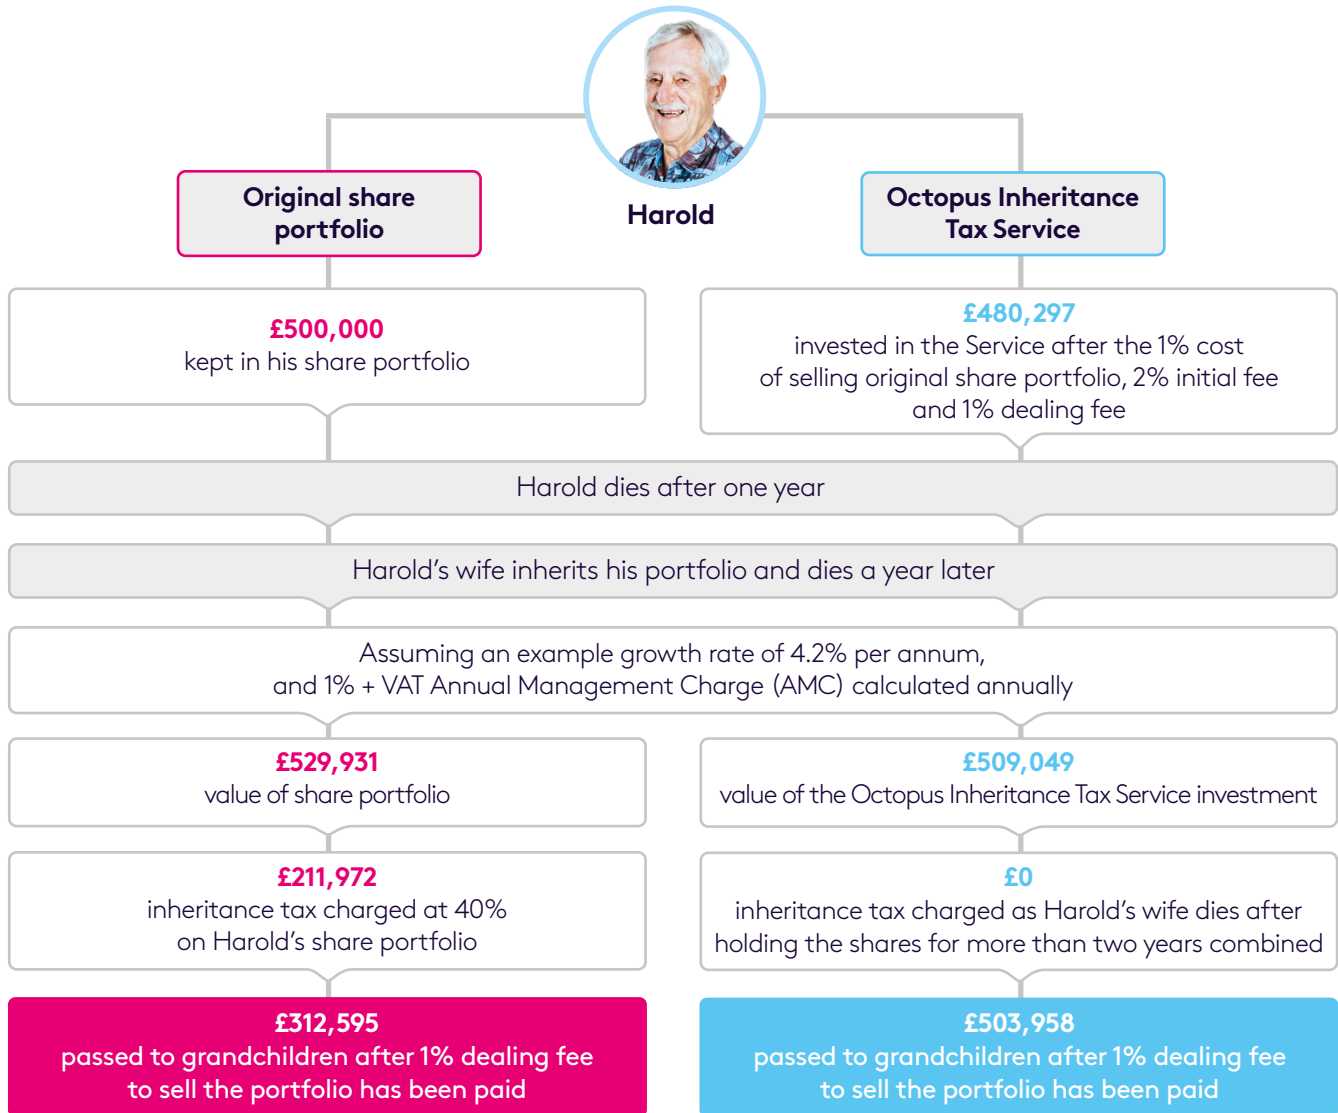 Harold
Original share
portfolio
Octopus Inheritance
Tax Service
£500,000
kept in his share portfolio
£480,297
invested in the Service after the 1% cost
of selling original share portfolio, 2% initial fee
and 1% dealing fee
Harold dies after one year
Harold's wife inherits his portfolio and dies a year later
Assuming an example growth rate of 4.2% per annum,
and 1% + VAT Annual Management Charge (AMC) calculated annually
£529,931
value of share portfolio
£509,049
value of the Octopus Inheritance Tax Service investment
£211,972
inheritance tax charged at 40%
on Harold's share portfolio
£0
inheritance tax charged as Harold's wife dies after
holding the shares for more than two years combined
£312,595
passed to grandchildren after 1% dealing fee
to sell the portfolio has been paid
£503,958
passed to grandchildren after 1% dealing fee
to sell the portfolio has been paid